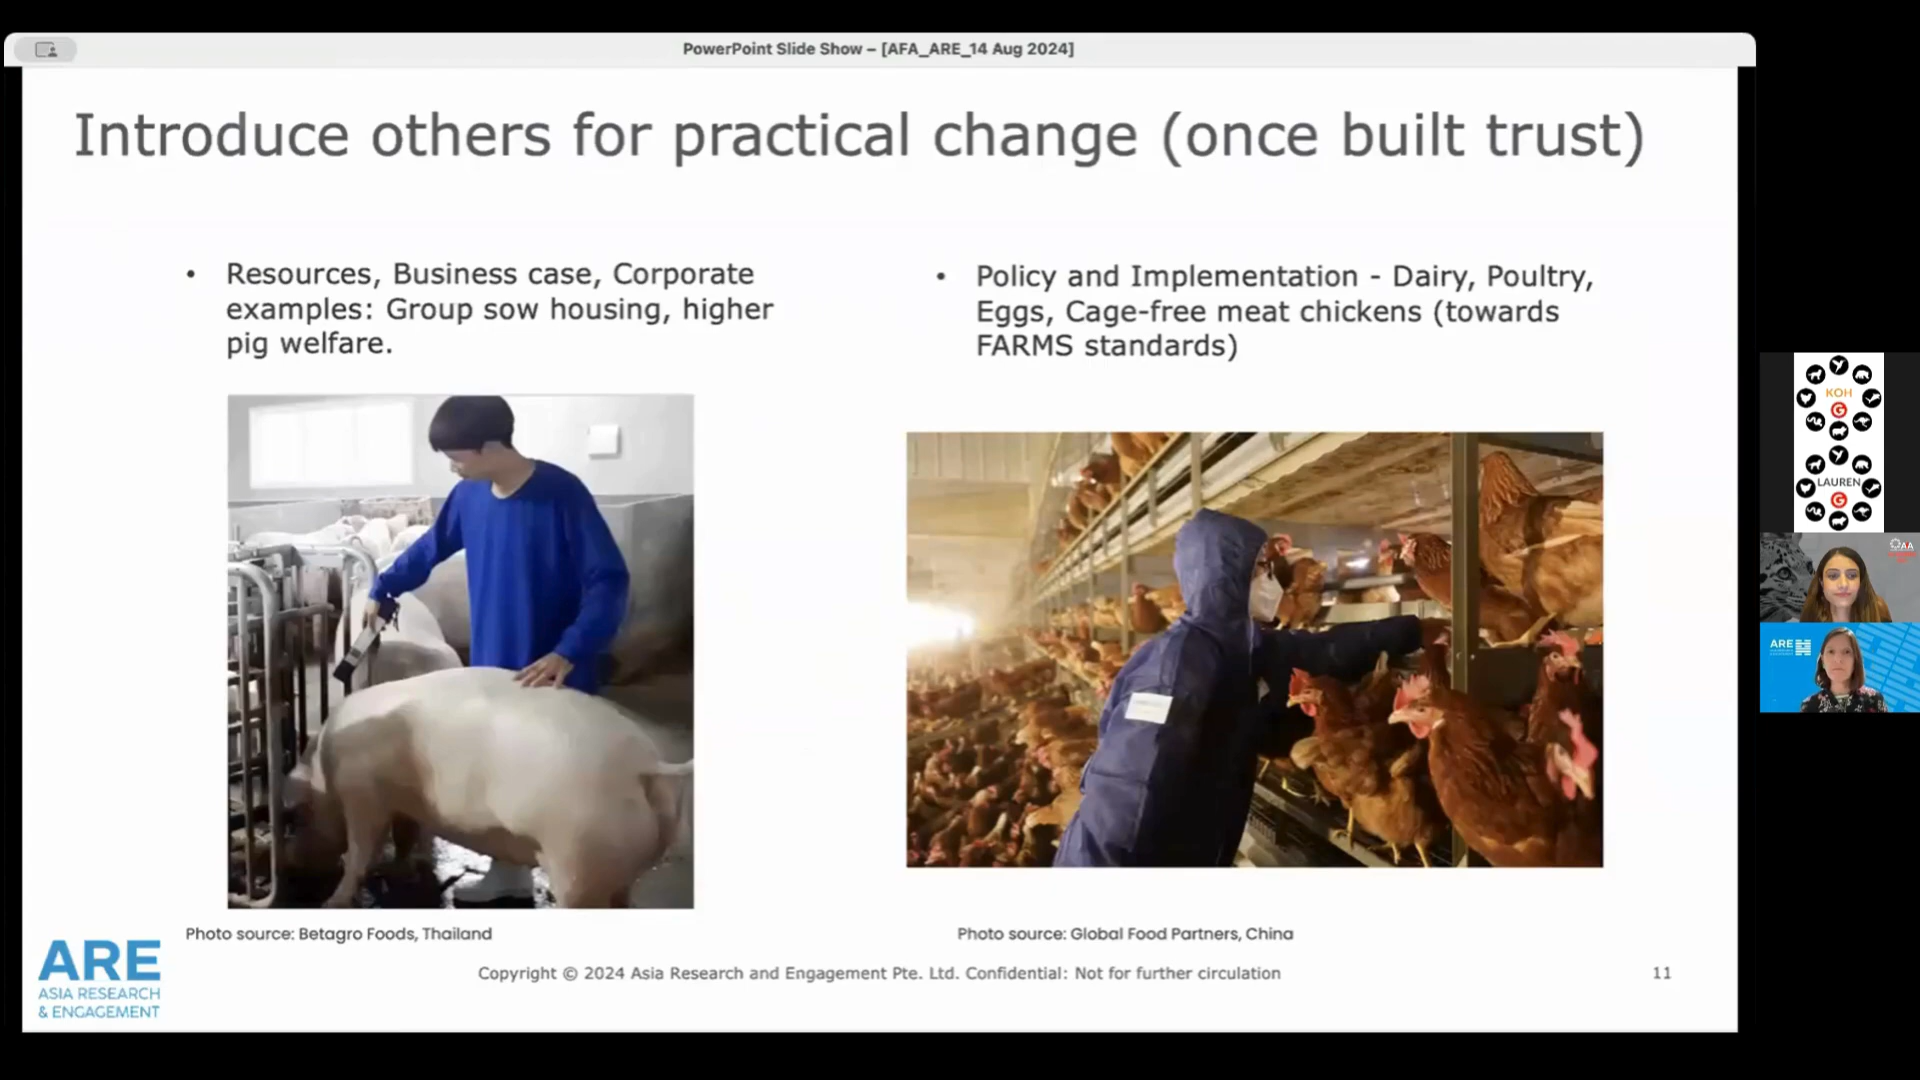 PowerPoint Slide Show – [AFA_ARE_14 Aug 2024]
Introduce others for practical change (once built trust)
• Resources, Business case, Corporate
examples: Group sow housing, higher
pig welfare.
• Policy and Implementation - Dairy, Poultry,
Eggs, Cage-free meat chickens (towards
FARMS standards)
Photo source: Betagro Foods, Thailand
Photo source: Global Food Partners, China
ARE
ASIA RESEARCH
& ENGAGEMENT
Copyright © 2024 Asia Research and Engagement Pte. Ltd. Confidential: Not for further circulation
11
KOH
G
LAUREN
G
ARE